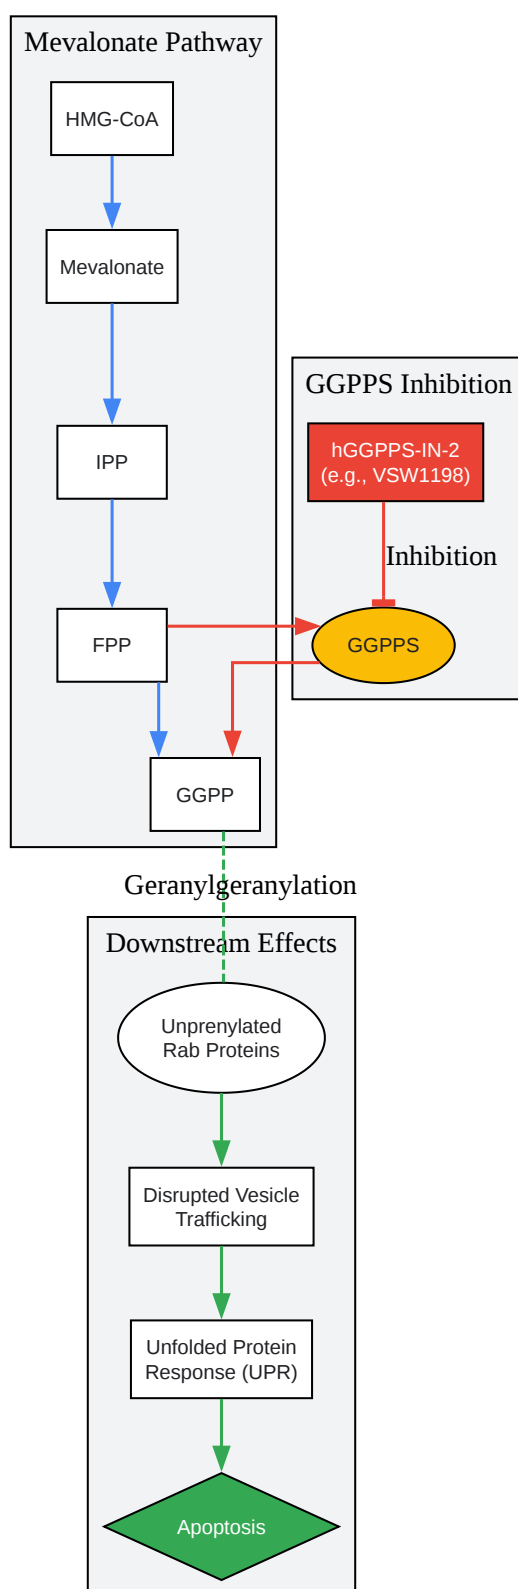 Mevalonate Pathway
HMG-CoA
Mevalonate
IPP
GGPPS Inhibition
hGGPPS-IN-2
(e.g., VSW1198)
Inhibition
FPP
GGPPS
GGPP
Geranylgeranylation
Downstream Effects
Unprenylated
Rab Proteins
Disrupted Vesicle
Trafficking
Unfolded Protein
Response (UPR)
Apoptosis